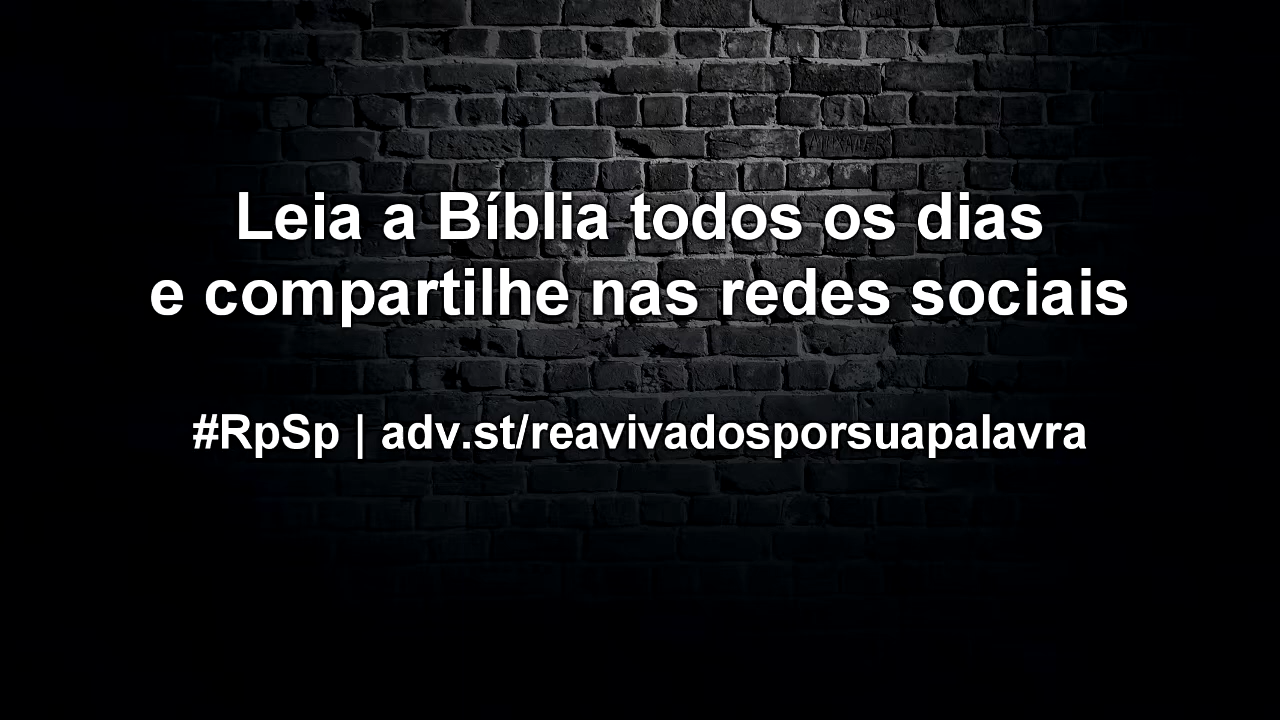 Leia a Bíblia todos os dias
e compartilhe nas redes sociais
#RpSp | adv.st/reavivadosporsuapalavra